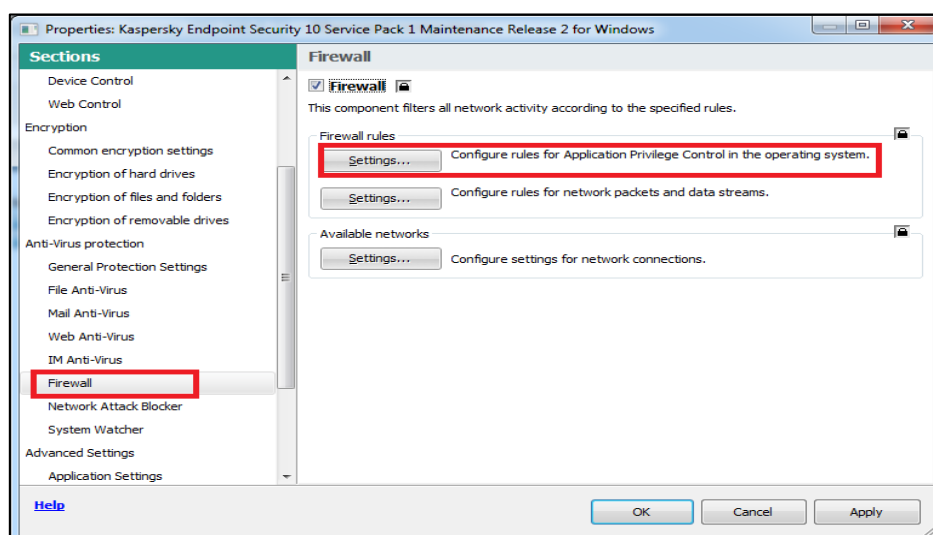 Properties: Kaspersky Endpoint Security 10 Service Pack 1 Maintenance Release 2 for Windows
Sections
Device Control
Web Control
Encryption
Common encryption settings
Encryption of hard drives
Encryption of files and folders
Encryption of removable drives
Anti-Virus protection
General Protection Settings
File Anti-Virus
Mail Anti-Virus
Web Anti-Virus
IM Anti-Virus
Firewall
Network Attack Blocker
System Watcher
Advanced Settings
Application Settings
Help
Firewall
Firewall
This component filters all network activity according to the specified rules.
Firewall rules
Settings... Configure rules for Application Privilege Control in the operating system.
Settings... Configure rules for network packets and data streams.
Available networks
Settings... Configure settings for network connections.
OK Cancel Apply